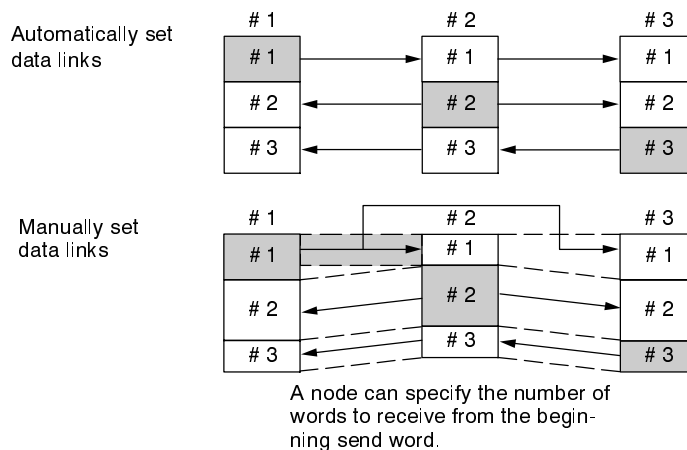 # 1 # 2 # 3
Automatically set
data links
# 1 # 1 # 1
# 2 # 2 # 2
# 3 # 3 # 3
Manually set
data links
# 1 # 2 # 3
# 1 # 1 # 1
# 2 # 2 # 2
# 3 # 3 # 3
A node can specify the number of
words to receive from the begin-
ning send word.